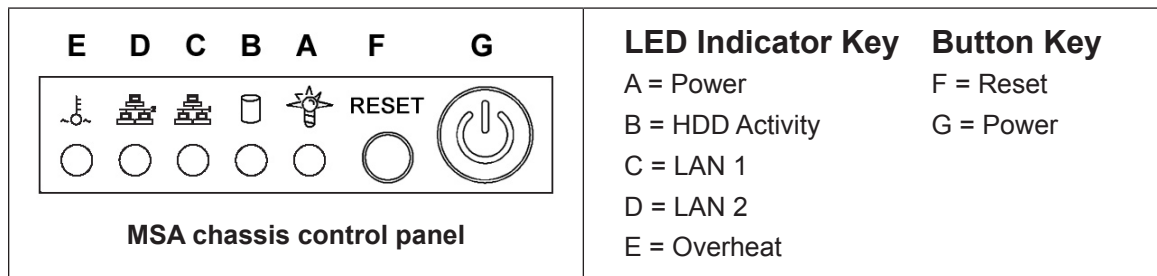 E D C B A F G
RESET
MSA chassis control panel
LED Indicator Key
A = Power
B = HDD Activity
C = LAN 1
D = LAN 2
E = Overheat
Button Key
F = Reset
G = Power